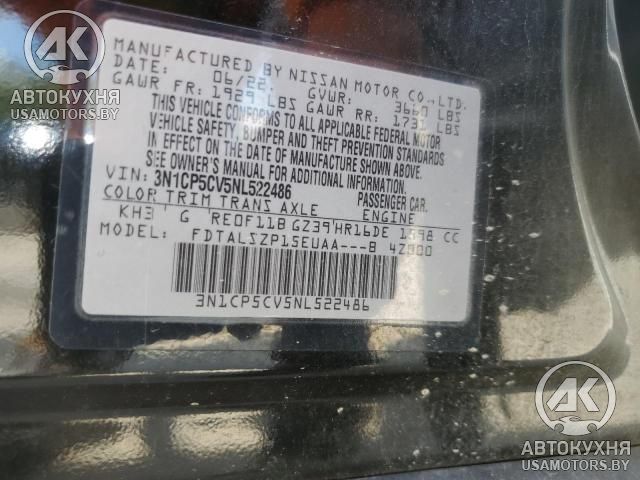 MANUFACTURED BY NISSAN MOTOR CO., LTD.
DATE: 06/22. GVWR: 3660 LBS
GAWR FR: 1929 LBS GAWR RR: 1731 LBS
THIS VEHICLE CONFORMS TO ALL APPLICABLE FEDERAL MOTOR
VEHICLE SAFETY, BUMPER AND THEFT PREVENTION STANDARDS
IN EFFECT ON THE DATE OF MANUFACTURE SHOWN ABOVE.
SEE OWNER'S MANUAL FOR ADDITIONAL INFORMATION.
VIN: 3N1CP5CV5NL522486 PASSENGER CAR.
COLOR TRIM TRANS AXLE ENGINE
KH3 G RE0F11B GZ39 HR16DE 1598 CC
MODEL: FDTALSZP15EUAA---B 42000
3N1CP5CV5NL522486
АК
АВТОКУХНЯ
USAMOTORS.BY
АК
АВТОКУХНЯ
USAMOTORS.BY